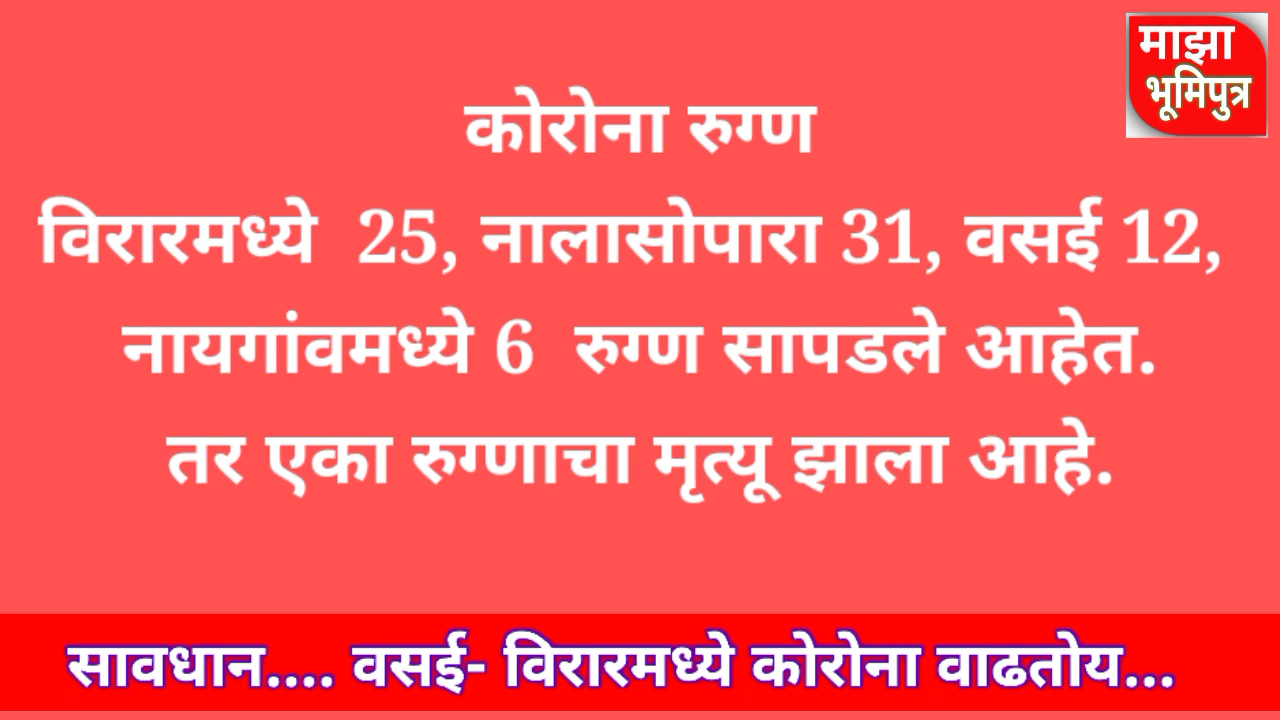 माझा
भूमिपुत्र
कोरोना रुग्ण
विरारमध्ये 25, नालासोपारा 31, वसई 12,
नायगांवमध्ये 6 रुग्ण सापडले आहेत.
तर एका रुग्णाचा मृत्यू झाला आहे.
सावधान.... वसई- विरारमध्ये कोरोना वाढतोय...